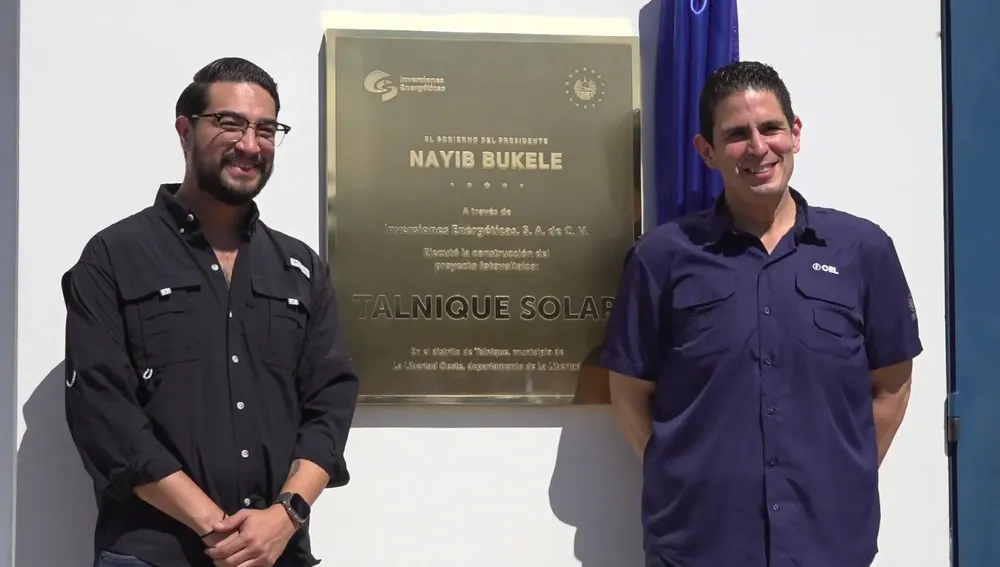 Inversiones
Energéticas
EL GOBIERNO DEL PRESIDENTE
NAYIB BUKELE
A través de
Inversiones Energéticas, S. A. de C. V.
Ejecutó la construcción del
proyecto fotovoltaico:
TALNIQUE SOLAR
En el distrito de Talnique, municipio de
La Libertad Oeste, departamento de La Libertad
CEL